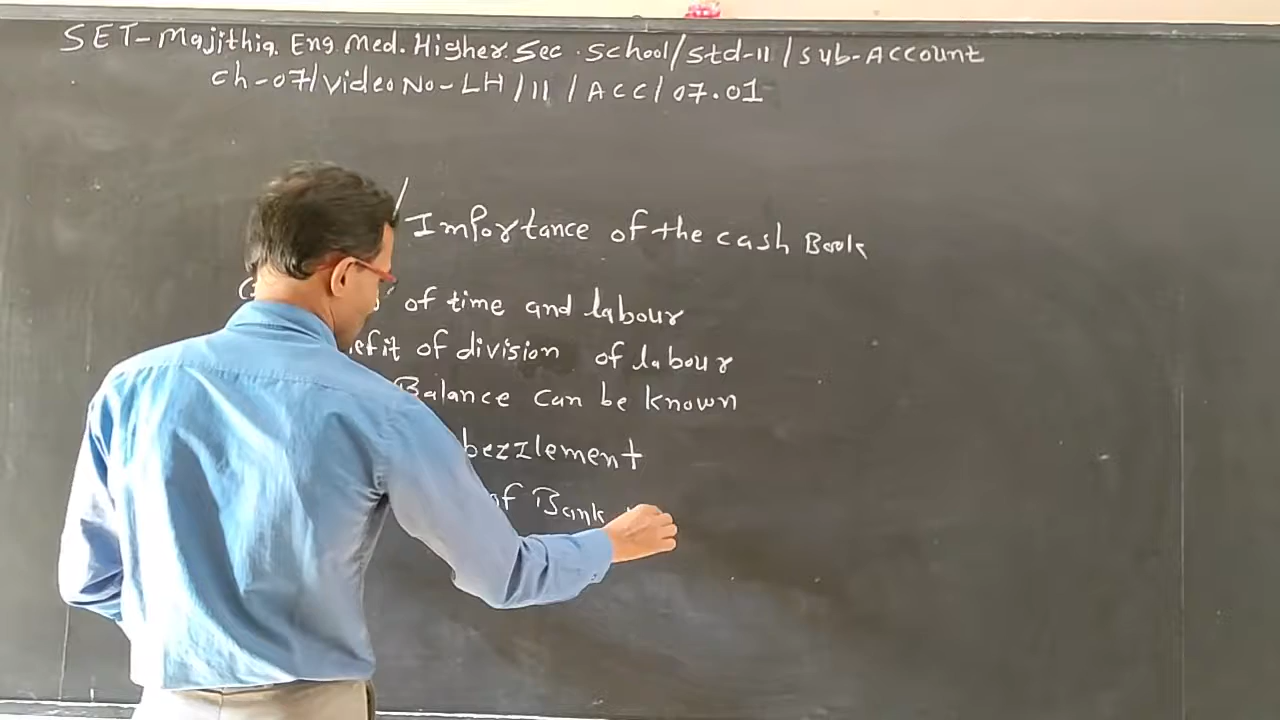 SET-Majithia Eng Med. Higher Sec. School/Std-11/Sub-Account
Ch-07/Video No-LH/11/ACC/07.01
/Importance of the cash Book
of time and labour
efit of division of labour
Balance can be known
bezzlement
of Bank